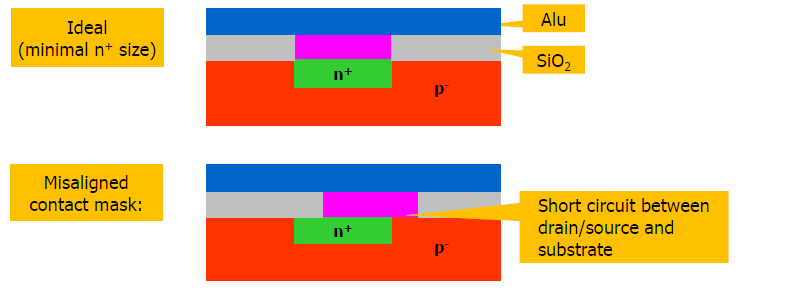 Ideal
(minimal n⁺ size)
Alu
SiO₂
n⁺
p⁻
Misaligned
contact mask:
n⁺
p⁻
Short circuit between
drain/source and
substrate